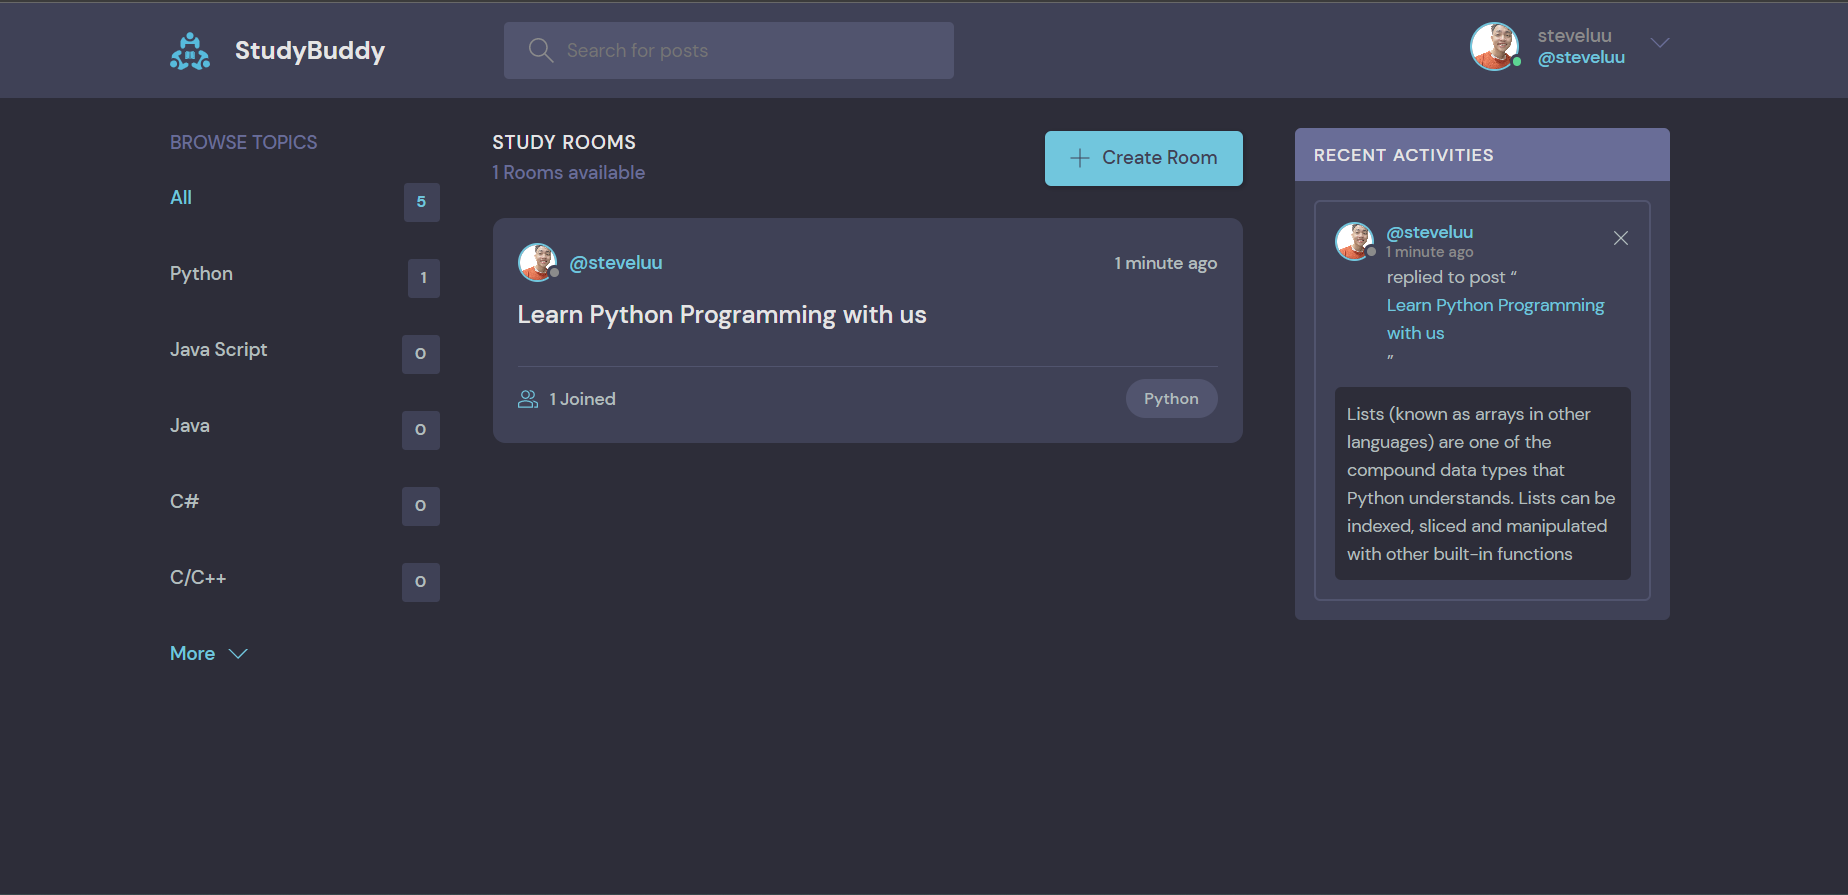 StudyBuddy
Search for posts
steveluu
@steveluu
BROWSE TOPICS
All
5
Python
1
Java Script
0
Java
0
C#
0
C/C++
0
More
STUDY ROOMS
1 Rooms available
Create Room
@steveluu
1 minute ago
Learn Python Programming with us
1 Joined
Python
RECENT ACTIVITIES
@steveluu
1 minute ago
replied to post “
Learn Python Programming
with us
”
Lists (known as arrays in other
languages) are one of the
compound data types that
Python understands. Lists can be
indexed, sliced and manipulated
with other built-in functions